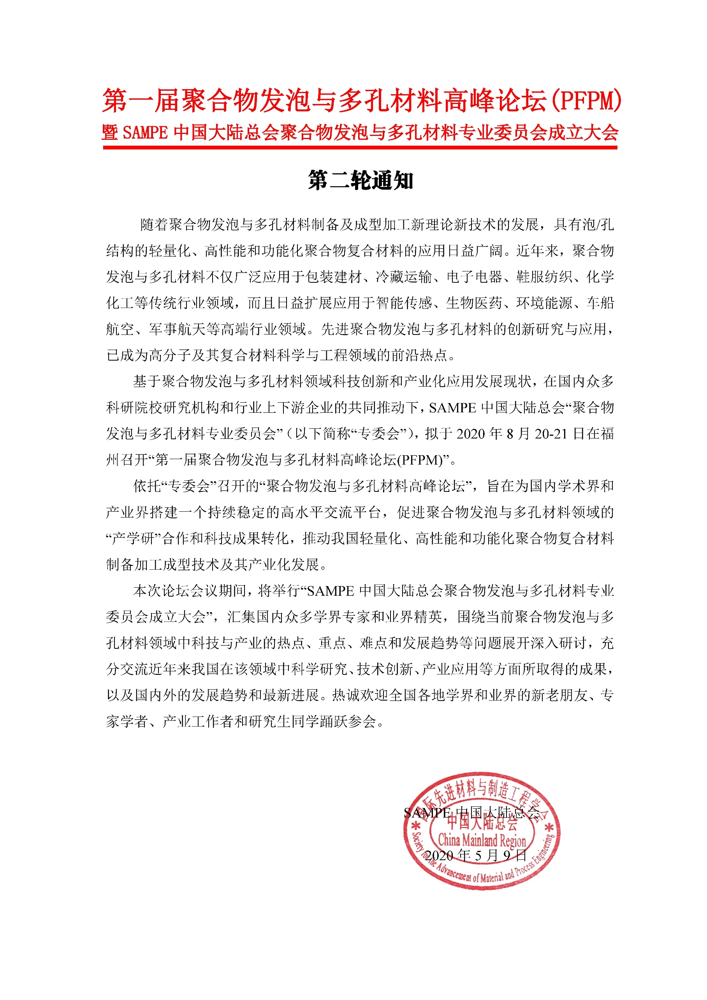 第一届聚合物发泡与多孔材料高峰论坛(PFPM)
暨 SAMPE 中国大陆总会聚合物发泡与多孔材料专业委员会成立大会
第二轮通知
随着聚合物发泡与多孔材料制备及成型加工新理论新技术的发展，具有泡/孔
结构的轻量化、高性能和功能化聚合物复合材料的应用日益广阔。近年来，聚合物
发泡与多孔材料不仅广泛应用于包装建材、冷藏运输、电子电器、鞋服纺织、化学
化工等传统行业领域，而且日益扩展应用于智能传感、生物医药、环境能源、车船
航空、军事航天等高端行业领域。先进聚合物发泡与多孔材料的创新研究与应用，
已成为高分子及其复合材料科学与工程领域的前沿热点。
基于聚合物发泡与多孔材料领域科技创新和产业化应用发展现状，在国内众多
科研院校研究机构和行业上下游企业的共同推动下，SAMPE 中国大陆总会“聚合物
发泡与多孔材料专业委员会”（以下简称“专委会”），拟于 2020 年 8 月 20-21 日在福
州召开“第一届聚合物发泡与多孔材料高峰论坛(PFPM)”。
依托“专委会”召开的“聚合物发泡与多孔材料高峰论坛”，旨在为国内学术界和
产业界搭建一个持续稳定的高水平交流平台，促进聚合物发泡与多孔材料领域的
“产学研”合作和科技成果转化，推动我国轻量化、高性能和功能化聚合物复合材料
制备加工成型技术及其产业化发展。
本次论坛会议期间，将举行“SAMPE 中国大陆总会聚合物发泡与多孔材料专业
委员会成立大会”，汇集国内众多学界专家和业界精英，围绕当前聚合物发泡与多
孔材料领域中科技与产业的热点、重点、难点和发展趋势等问题展开深入研讨，充
分交流近年来我国在该领域中科学研究、技术创新、产业应用等方面所取得的成果，
以及国内外的发展趋势和最新进展。热诚欢迎全国各地学界和业界的新老朋友、专
家学者、产业工作者和研究生同学踊跃参会。
国际先进材料与制造工程学会
SAMPE 中国大陆总会
中国大陆总会
China Mainland Region
2020 年 5 月 9 日
Society for the Advancement of Material and Process Engineering